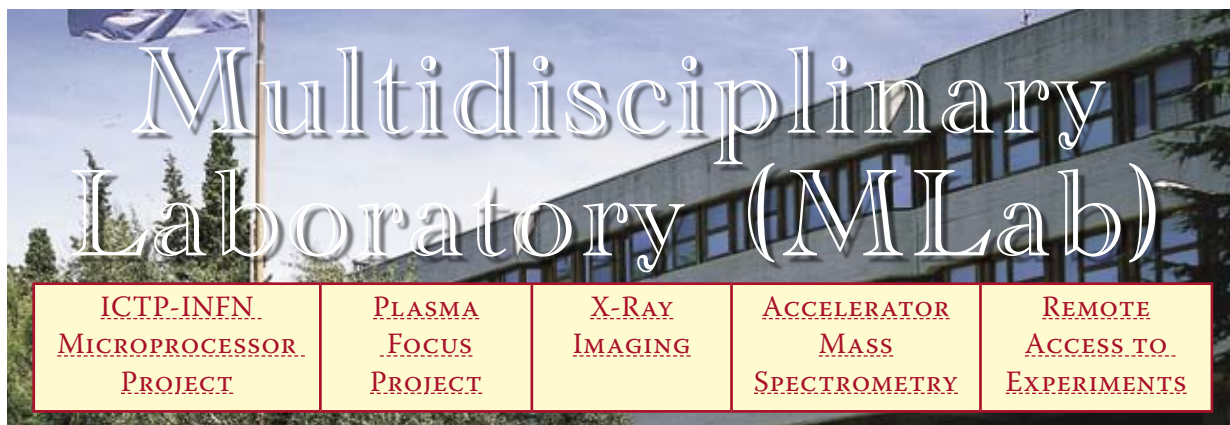 Multidisciplinary
Laboratory (MLab)
ICTP-INFN
Microprocessor
Project
Plasma
Focus
Project
X-Ray
Imaging
Accelerator
Mass
Spectrometry
Remote
Access to
Experiments